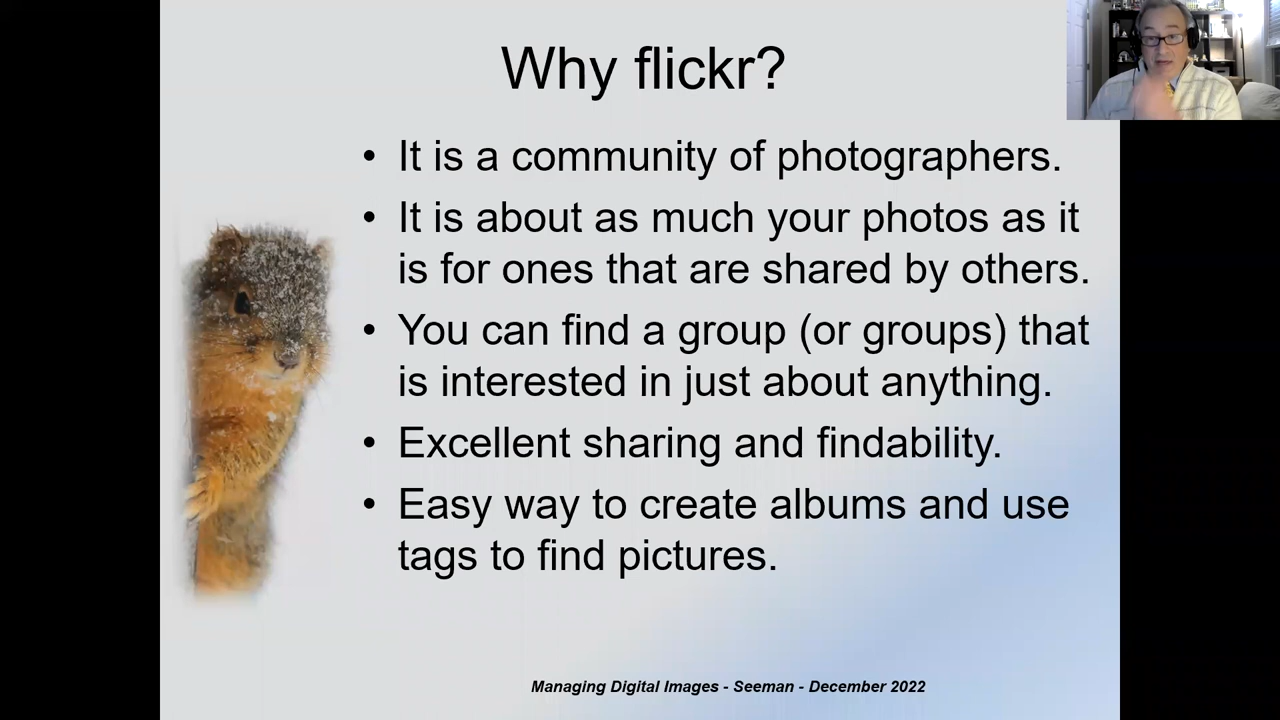 Why flickr?
• It is a community of photographers.
• It is about as much your photos as it
is for ones that are shared by others.
• You can find a group (or groups) that
is interested in just about anything.
• Excellent sharing and findability.
• Easy way to create albums and use
tags to find pictures.
Managing Digital Images - Seeman - December 2022